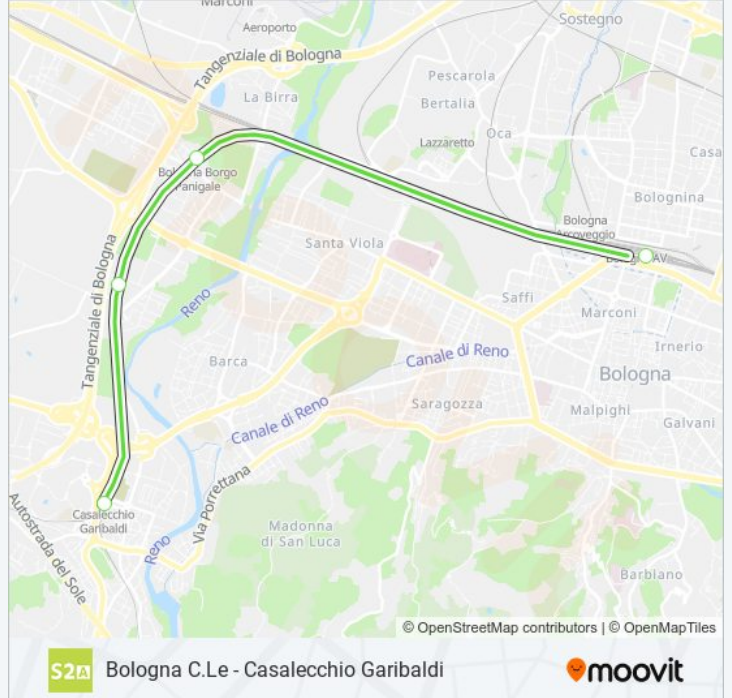 Marconi
Sostegno
Aeroporto
Tangenziale di Bologna
Pescarola
La Birra
Bertalia
Oca
Lazzaretto
Casa
Bologna Borgo
Panigale
Bolognina
Bologna
Arcoveggio
Santa Viola
Tangenziale di Bologna
Reno
Saffi
Marconi
Irnerio
Canale di Reno
Barca
Bologna
Canale di Reno
Saragozza
Malpighi
Galvani
Via Porrettana
Autostrada del Sole
Casalecchio
Garibaldi
Madonna
di San Luca
Reno
Barbiano
© OpenStreetMap contributors | © OpenMapTiles
S2A Bologna C.Le - Casalecchio Garibaldi
moovit